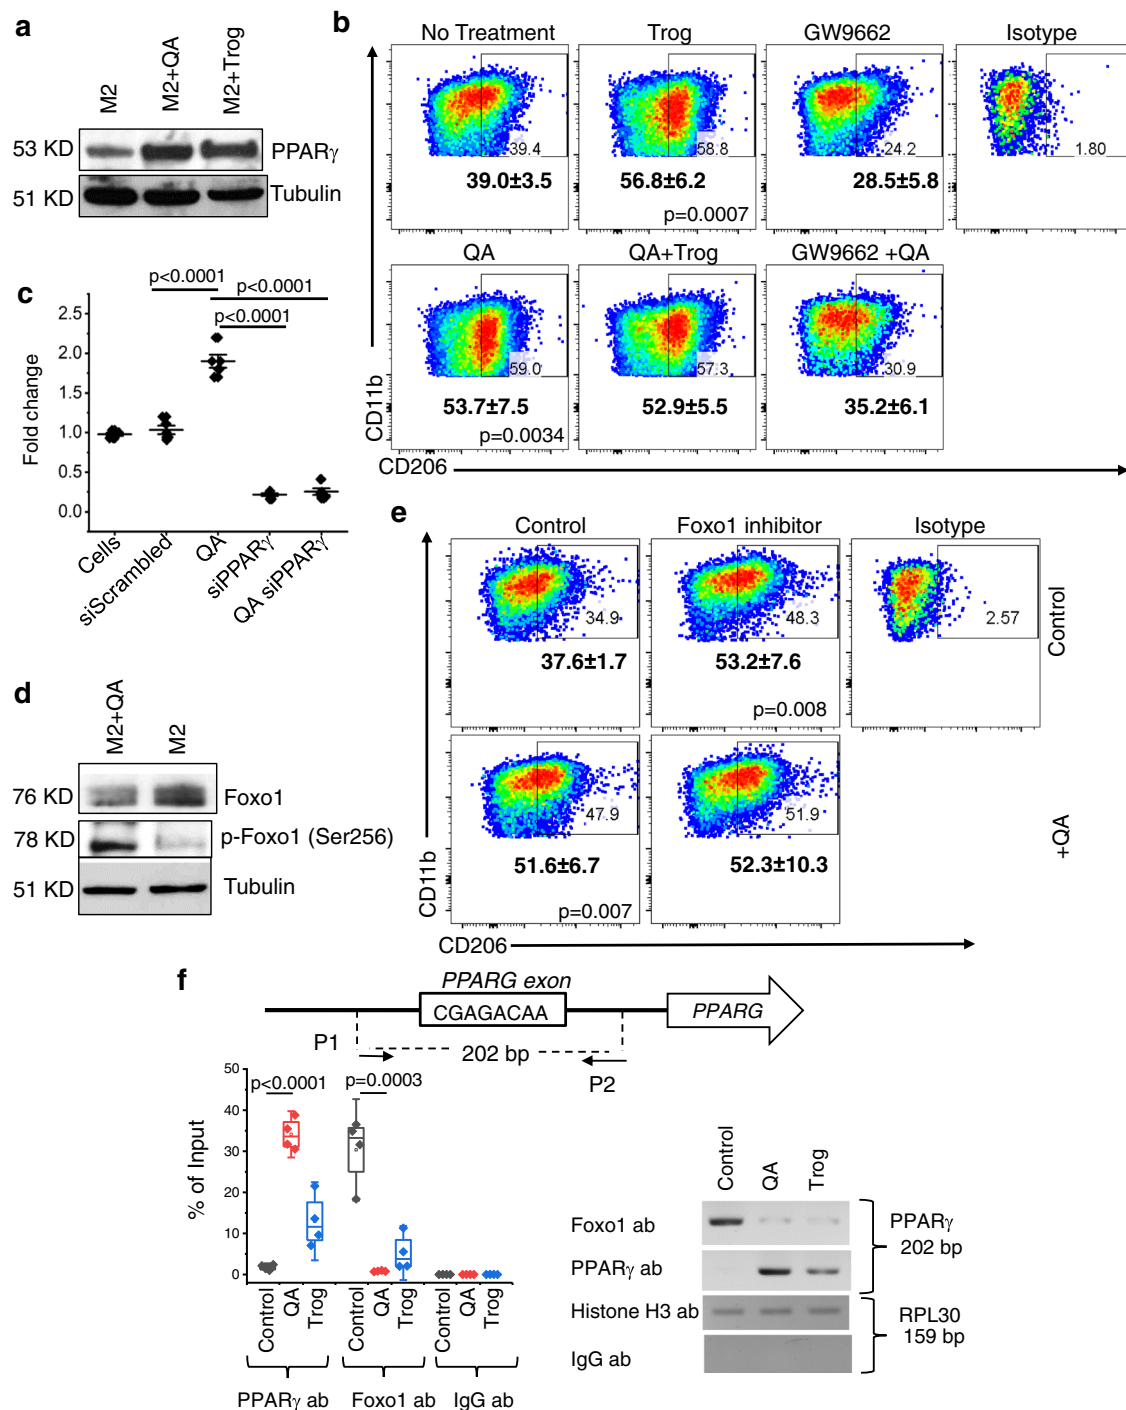 a
M2
M2+QA
M2+Trog
53 KD
PPARγ
51 KD
Tubulin
b
No Treatment
Trog
GW9662
Isotype
39.4
58.8
24.2
1.80
39.0±3.5
56.8±6.2
28.5±5.8
p=0.0007
QA
QA+Trog
GW9662 +QA
59.0
57.3
30.9
53.7±7.5
52.9±5.5
35.2±6.1
p=0.0034
CD11b
CD206
c
p<0.0001
p<0.0001
p<0.0001
Fold change
2.5
2.0
1.5
1.0
0.5
0.0
Cells
siScrambled
QA
siPPARγ
QA siPPARγ
d
M2+QA
M2
76 KD
Foxo1
78 KD
p-Foxo1 (Ser256)
51 KD
Tubulin
e
Control
Foxo1 inhibitor
Isotype
34.9
48.3
2.57
37.6±1.7
53.2±7.6
p=0.008
Control
47.9
51.9
51.6±6.7
52.3±10.3
p=0.007
+QA
CD11b
CD206
f
PPARG exon
CGAGACAA
PPARG
P1
202 bp
P2
p<0.0001
p=0.0003
% of Input
50
40
30
20
10
0
Control
QA
Trog
Control
QA
Trog
Control
QA
Trog
PPARγ ab
Foxo1 ab
IgG ab
Control
QA
Trog
Foxo1 ab
PPARγ ab
Histone H3 ab
IgG ab
PPARγ
202 bp
RPL30
159 bp